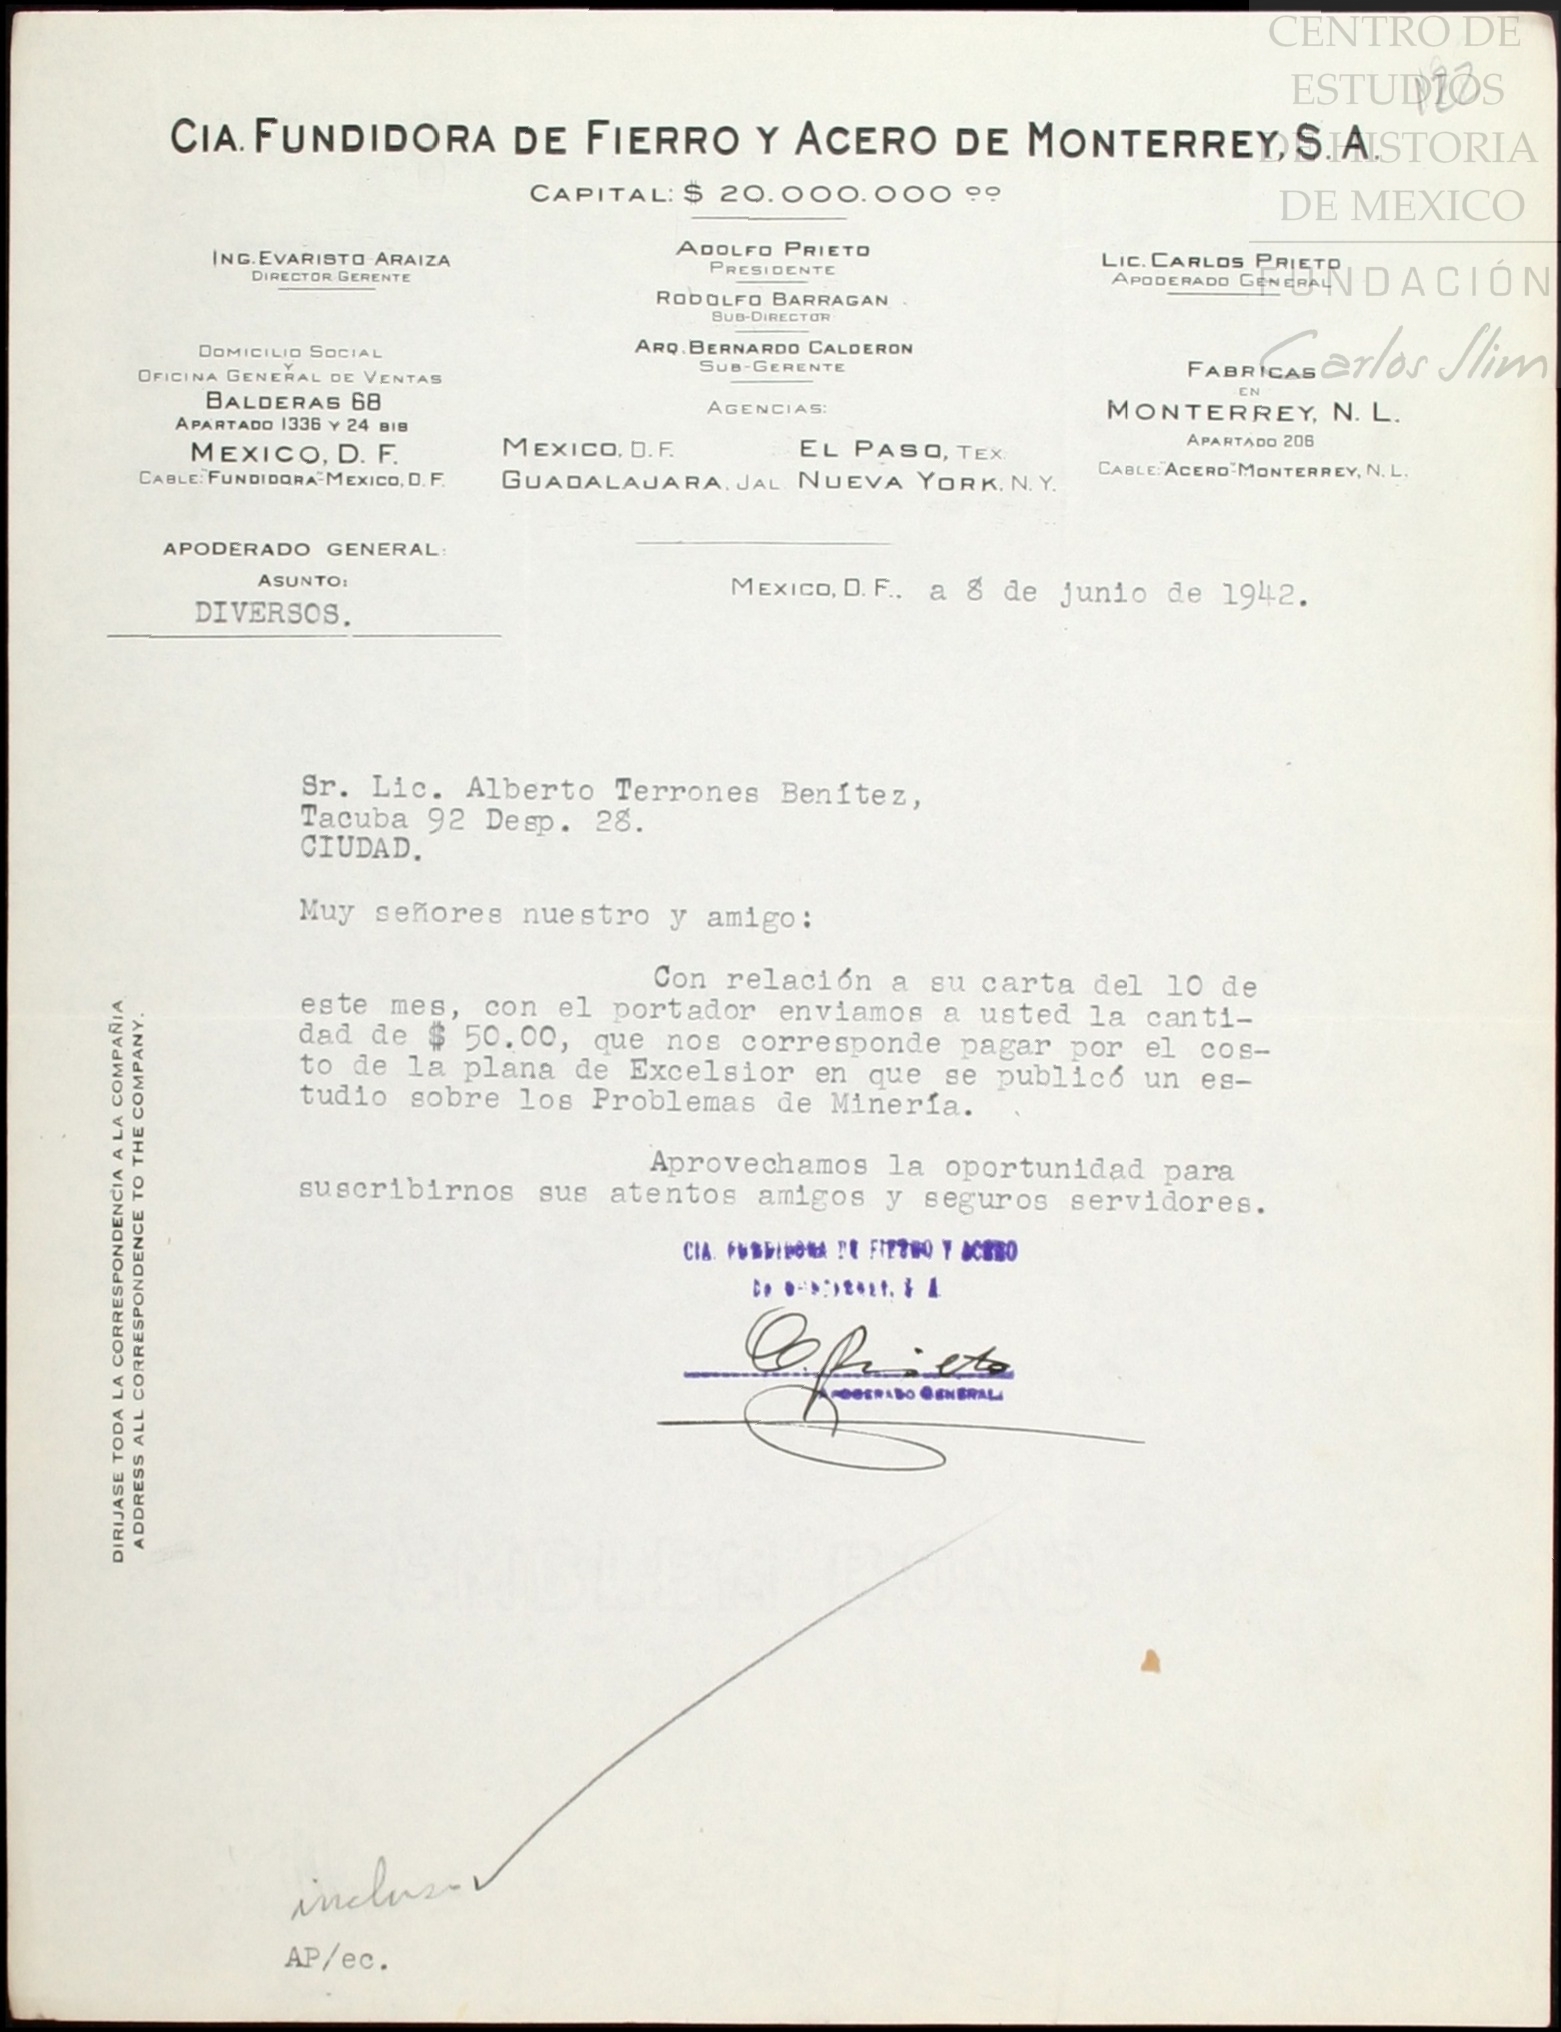 CENTRO DE
ESTUDIOS
DE HISTORIA
DE MEXICO
FUNDACIÓN
Carlos Slim
CIA. FUNDIDORA DE FIERRO Y ACERO DE MONTERREY, S. A.
CAPITAL: $ 20.000.000 00
ING. EVARISTO ARAIZA
DIRECTOR GERENTE
ADOLFO PRIETO
PRESIDENTE
RODOLFO BARRAGAN
SUB-DIRECTOR
ARQ. BERNARDO CALDERON
SUB-GERENTE
LIC. CARLOS PRIETO
APODERADO GENERAL
DOMICILIO SOCIAL
Y
OFICINA GENERAL DE VENTAS
BALDERAS 68
APARTADO 1336 Y 24 BIS
MEXICO, D. F.
CABLE: "FUNDIDORA"-MEXICO, D. F.
AGENCIAS:
MEXICO, D. F. EL PASO, TEX.
GUADALAJARA, JAL. NUEVA YORK, N. Y.
FABRICAS
EN
MONTERREY, N. L.
APARTADO 206
CABLE: "ACERO"-MONTERREY, N. L.
APODERADO GENERAL:
ASUNTO:
DIVERSOS.
MEXICO, D. F.. a 8 de junio de 1942.
Sr. Lic. Alberto Terrones Benítez,
Tacuba 92 Desp. 28.
CIUDAD.
Muy señores nuestro y amigo:
Con relación a su carta del 10 de
este mes, con el portador enviamos a usted la canti-
dad de $ 50.00, que nos corresponde pagar por el cos-
to de la plana de Excelsior en que se publicó un es-
tudio sobre los Problemas de Minería.
Aprovechamos la oportunidad para
suscribirnos sus atentos amigos y seguros servidores.
CIA. FUNDIDORA DE FIERRO Y ACERO
S. A.
C. Prieto
APODERADO GENERAL
DIRIJASE TODA LA CORRESPONDENCIA A LA COMPAÑIA
ADDRESS ALL CORRESPONDENCE TO THE COMPANY.
AP/ec.